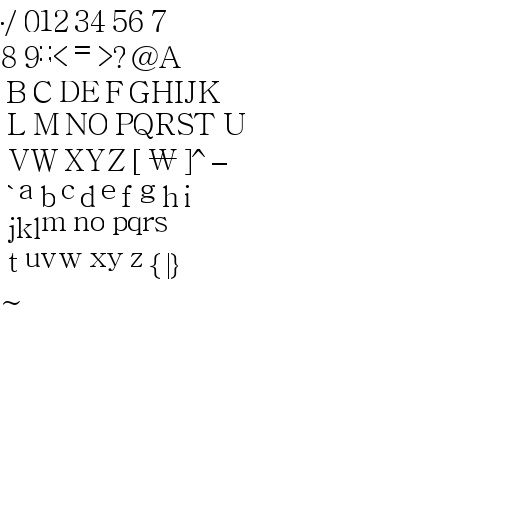 ./ 012 34 56 7
8 9: ;< = >? @A
B C DE F GHIJK
L M NO PQRST U
VW XYZ [ ₩ ]^ _
`a b c d e f g h i
jklm no pqrs
t uvw xy z { |}
~